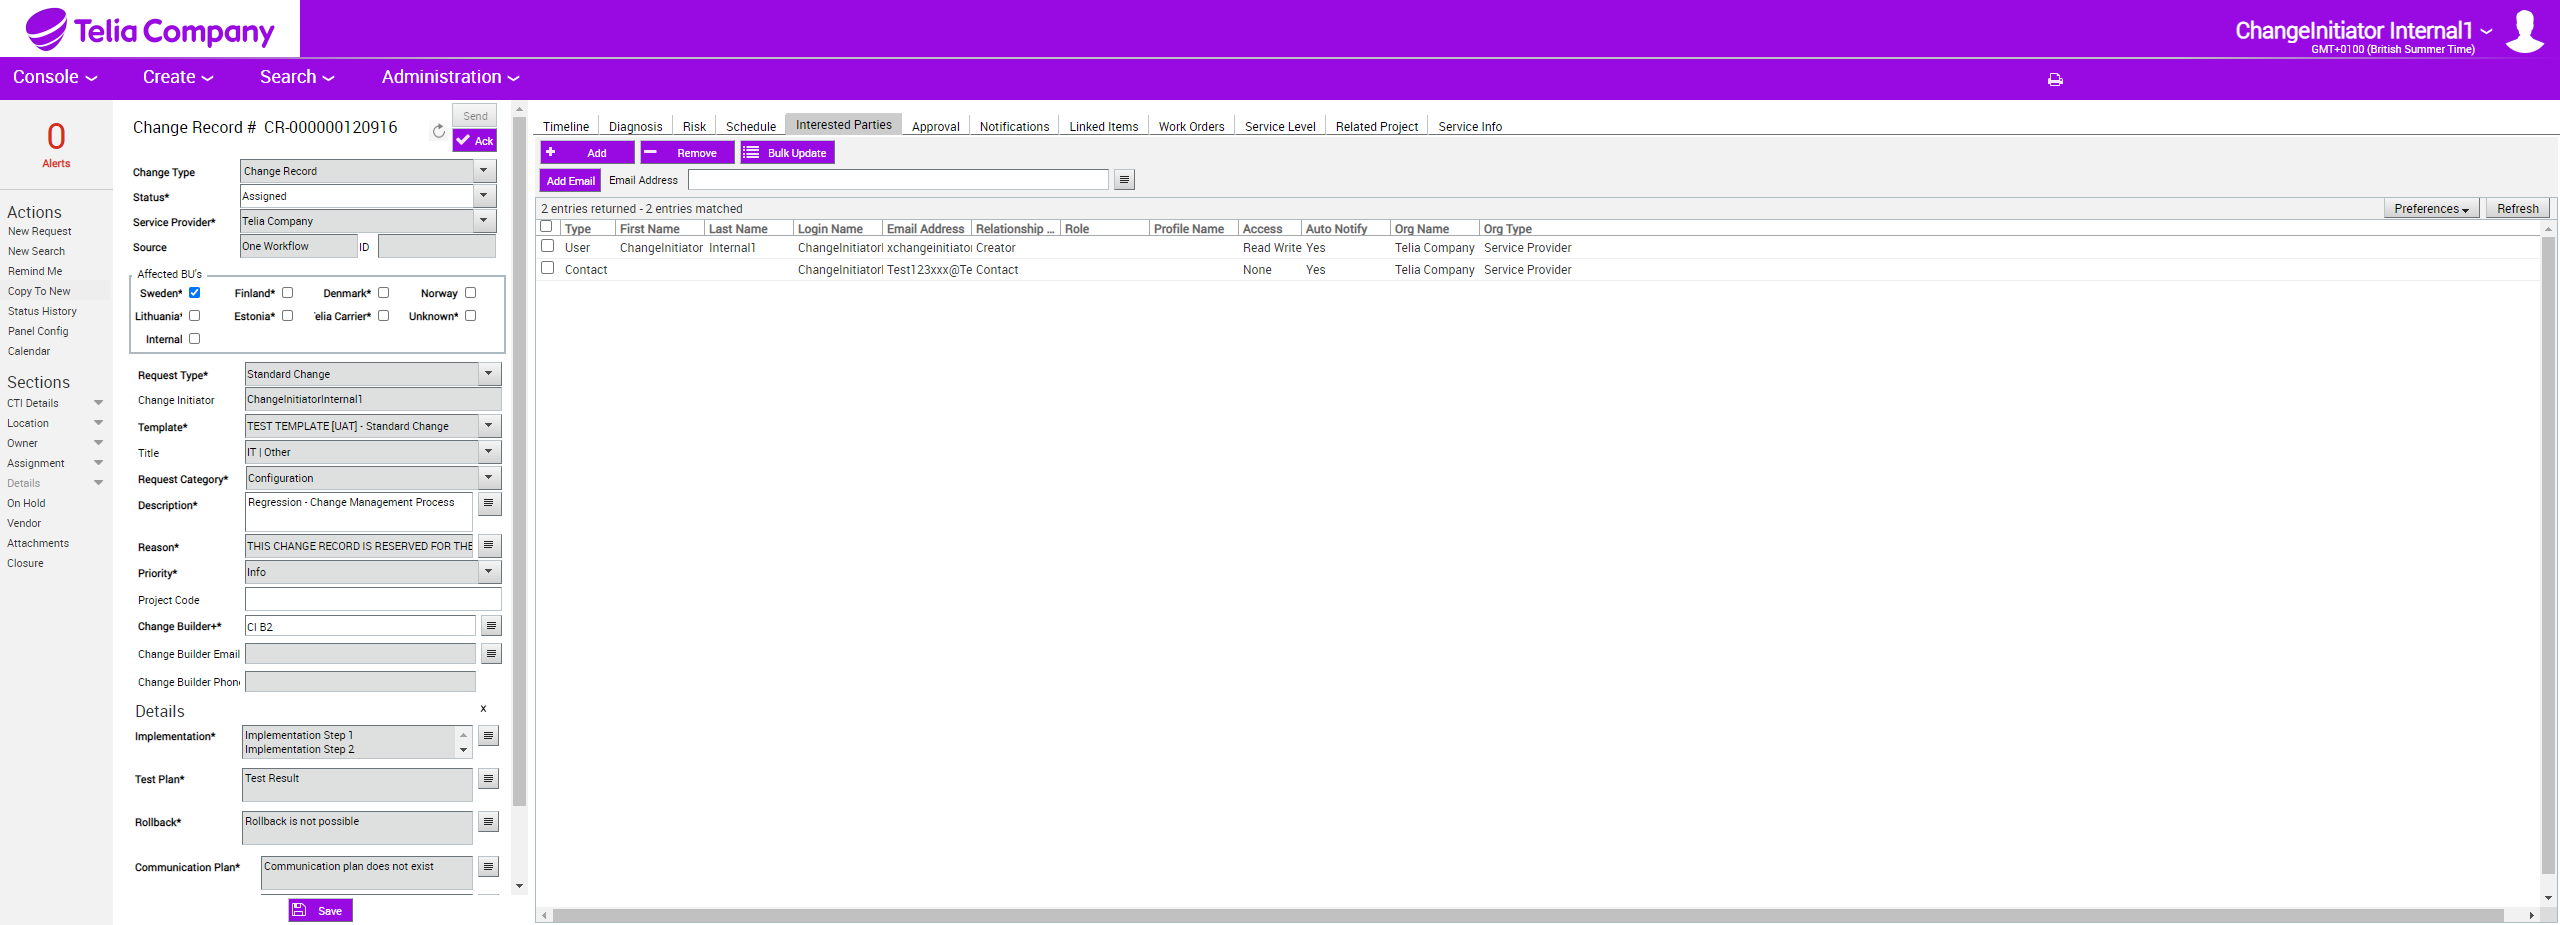 Telia Company
ChangeInitiator Internal1
GMT+0100 (British Summer Time)
Console Create Search Administration
0
Alerts
Actions
New Request
New Search
Remind Me
Copy To New
Status History
Panel Config
Calendar
Sections
CTI Details
Location
Owner
Assignment
Details
On Hold
Vendor
Attachments
Closure
Change Record # CR-000000120916
Send
Ack
Change Type Change Record
Status* Assigned
Service Provider* Telia Company
Source One Workflow ID
Affected BU's
Sweden* Finland* Denmark* Norway
Lithuania* Estonia* elia Carrier* Unknown*
Internal
Request Type* Standard Change
Change Initiator ChangeInitiatorInternal1
Template* TEST TEMPLATE [UAT] - Standard Change
Title IT | Other
Request Category* Configuration
Description* Regression - Change Management Process
Reason* THIS CHANGE RECORD IS RESERVED FOR THE
Priority* Info
Project Code
Change Builder+* CI B2
Change Builder Email
Change Builder Phone
Details x
Implementation* Implementation Step 1
Implementation Step 2
Test Plan* Test Result
Rollback* Rollback is not possible
Communication Plan* Communication plan does not exist
Save
Timeline Diagnosis Risk Schedule Interested Parties Approval Notifications Linked Items Work Orders Service Level Related Project Service Info
Add Remove Bulk Update
Add Email Email Address
2 entries returned - 2 entries matched Preferences Refresh
Type First Name Last Name Login Name Email Address Relationship ... Role Profile Name Access Auto Notify Org Name Org Type
User ChangeInitiator Internal1 ChangeInitiatorI xchangeinitiator Creator Read Write Yes Telia Company Service Provider
Contact ChangeInitiatorI Test123xxx@Te Contact None Yes Telia Company Service Provider